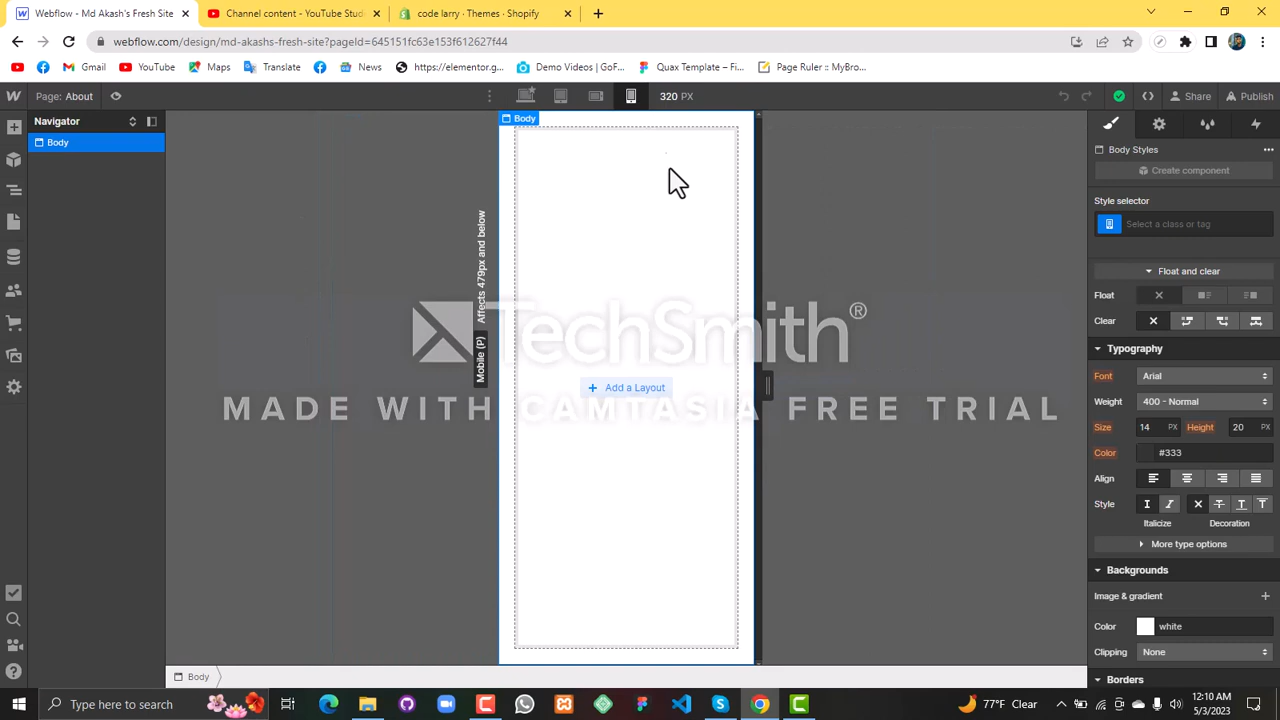 Webflow - Md Akash's Fresh Site
Channel content - YouTube Stud
code larry · Themes · Shopify
webflow.com/design/md-akashs-fresh-site?pageId=645151fc63e153f612627f44
Gmail
YouTube
Maps
Translate
News
https://elementor.g...
Demo Videos | GoF...
Quax Template – Fi...
Page Ruler :: MyBro...
Page: About
320 PX
Share
Publish
Navigator
Body
Body
Affects 479px and below
Mobile (P)
Add a Layout
TechSmith®
MADE WITH CAMTASIA FREE TRIAL
Body Styles
Create component
Style selector
Select a class or tag
Float and clear
Float
Clear
Typography
Font Arial
Weight 400 - Normal
Size 14 PX Height 20 PX
Color #333
Align
Style
Italicize Decoration
More type options
Backgrounds
Image & gradient
Color white
Clipping None
Borders
Body
Type here to search
77°F Clear
12:10 AM
5/3/2023